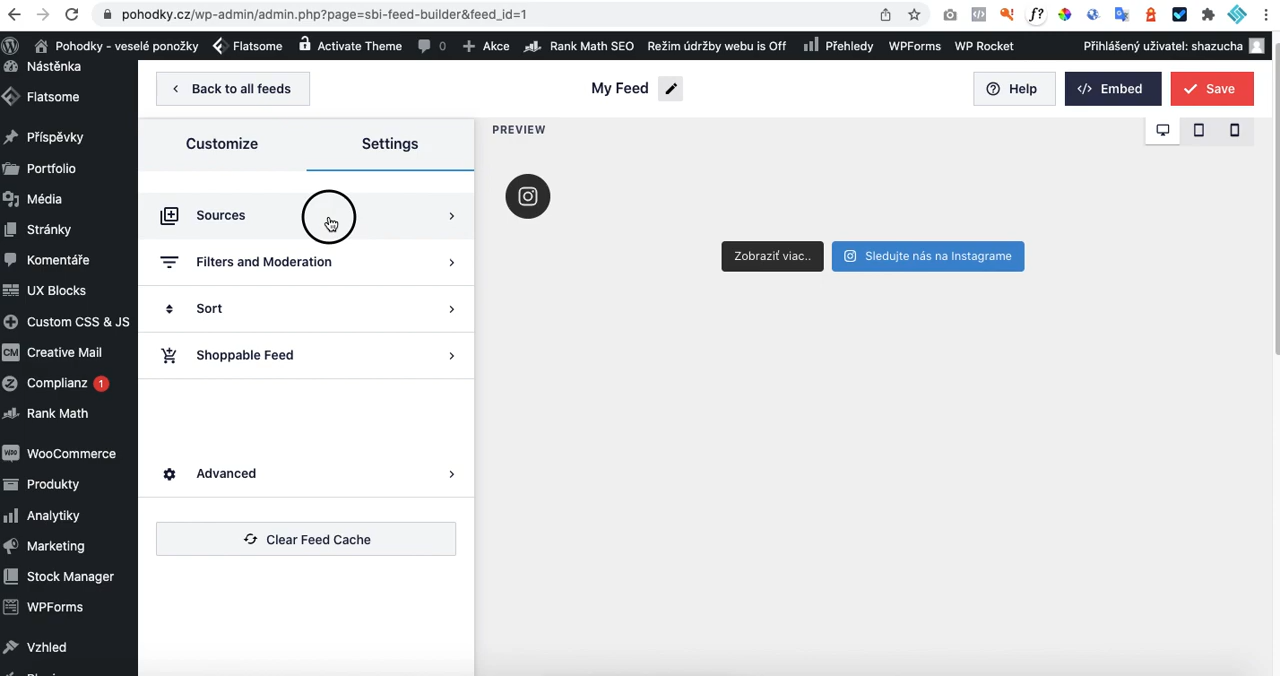 pohodky.cz/wp-admin/admin.php?page=sbi-feed-builder&feed_id=1
Pohodky - veselé ponožky
Flatsome
Activate Theme
0
Akce
Rank Math SEO
Režim údržby webu is Off
Přehledy
WPForms
WP Rocket
Přihlášený uživatel: shazucha
Nástěnka
Flatsome
Příspěvky
Portfolio
Média
Stránky
Komentáře
UX Blocks
Custom CSS & JS
CM Creative Mail
Complianz 1
Rank Math
WooCommerce
Produkty
Analytiky
Marketing
Stock Manager
WPForms
Vzhled
Back to all feeds
My Feed
Help
</> Embed
Save
Customize
Settings
Sources
Filters and Moderation
Sort
Shoppable Feed
Advanced
Clear Feed Cache
PREVIEW
Zobraziť viac..
Sledujte nás na Instagrame